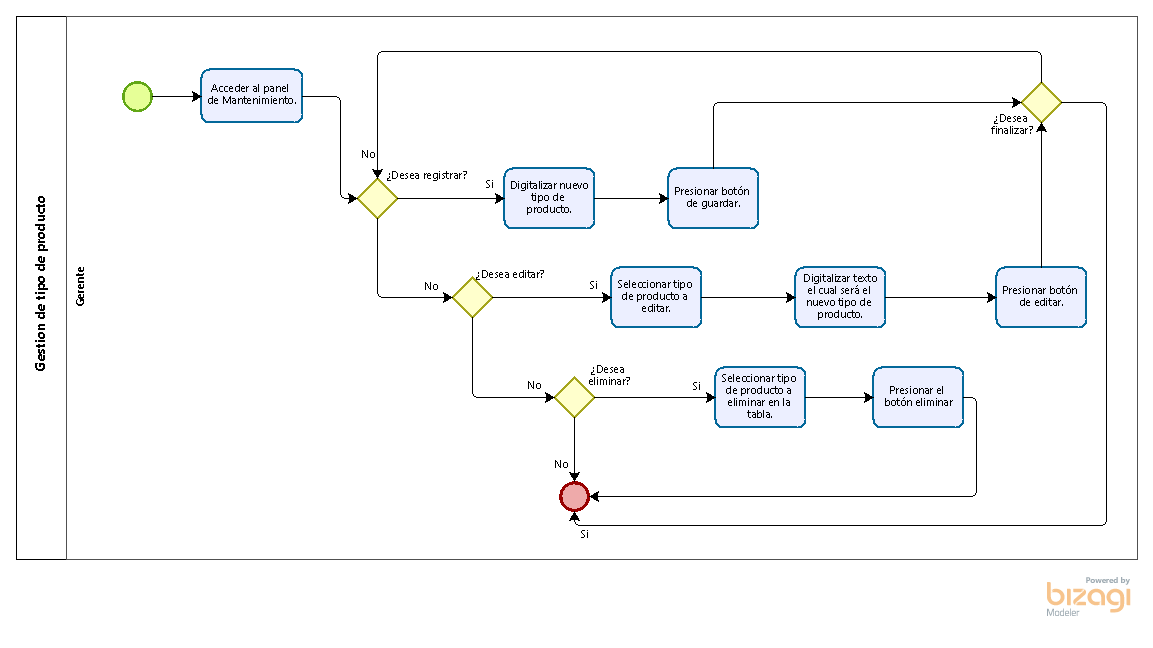 Gestion de tipo de producto
Gerente
Acceder al panel
de Mantenimiento.
¿Desea
finalizar?
No
¿Desea registrar?
Si
Digitalizar nuevo
tipo de
producto.
Presionar botón
de guardar.
No
¿Desea editar?
Si
Seleccionar tipo
de producto a
editar.
Digitalizar texto
el cual será el
nuevo tipo de
producto.
Presionar botón
de editar.
No
¿Desea
eliminar?
Si
Seleccionar tipo
de producto a
eliminar en la
tabla.
Presionar el
botón eliminar
No
Si
Powered by
bizagi
Modeler